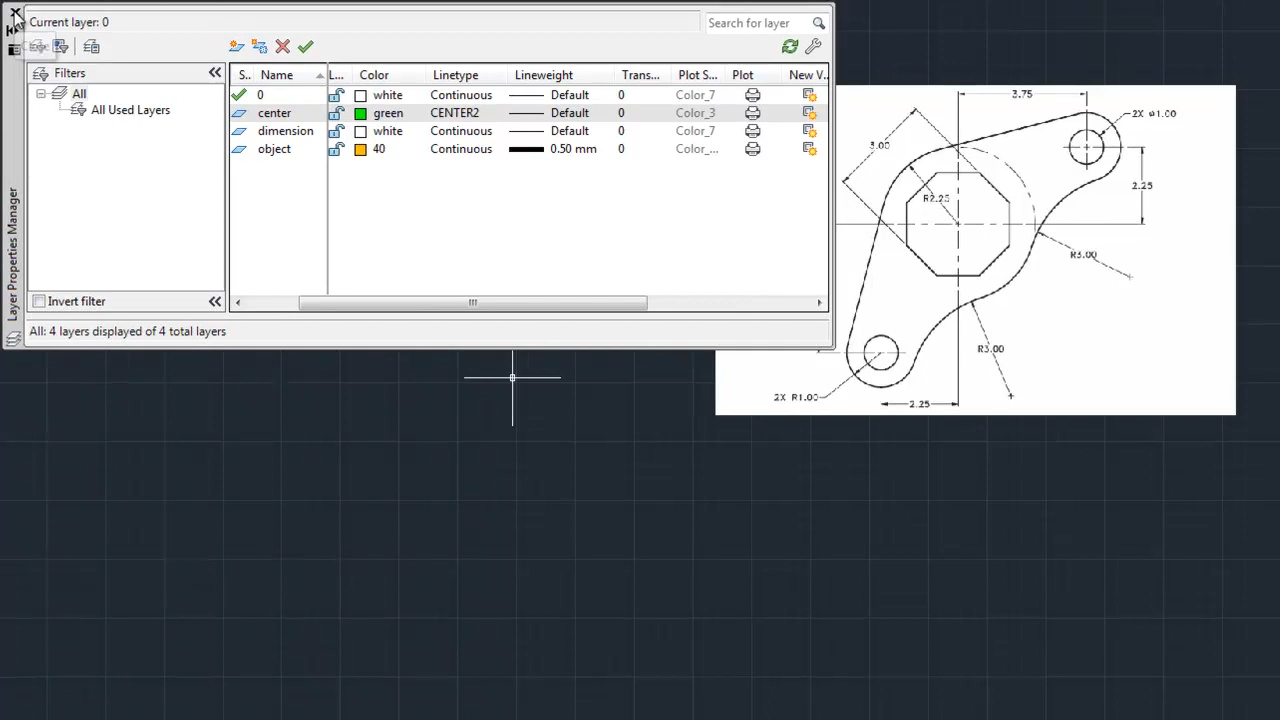 Current layer: 0
Search for layer
Filters
All
All Used Layers
Invert filter
All: 4 layers displayed of 4 total layers
Layer Properties Manager
S.. Name L... Color Linetype Lineweight Trans... Plot S... Plot New V..
0 white Continuous Default 0 Color_7
center green CENTER2 Default 0 Color_3
dimension white Continuous Default 0 Color_7
object 40 Continuous 0.50 mm 0 Color_...
3.75
2X ø1.00
3.00
2.25
R2.25
R3.00
R3.00
2X R1.00
2.25